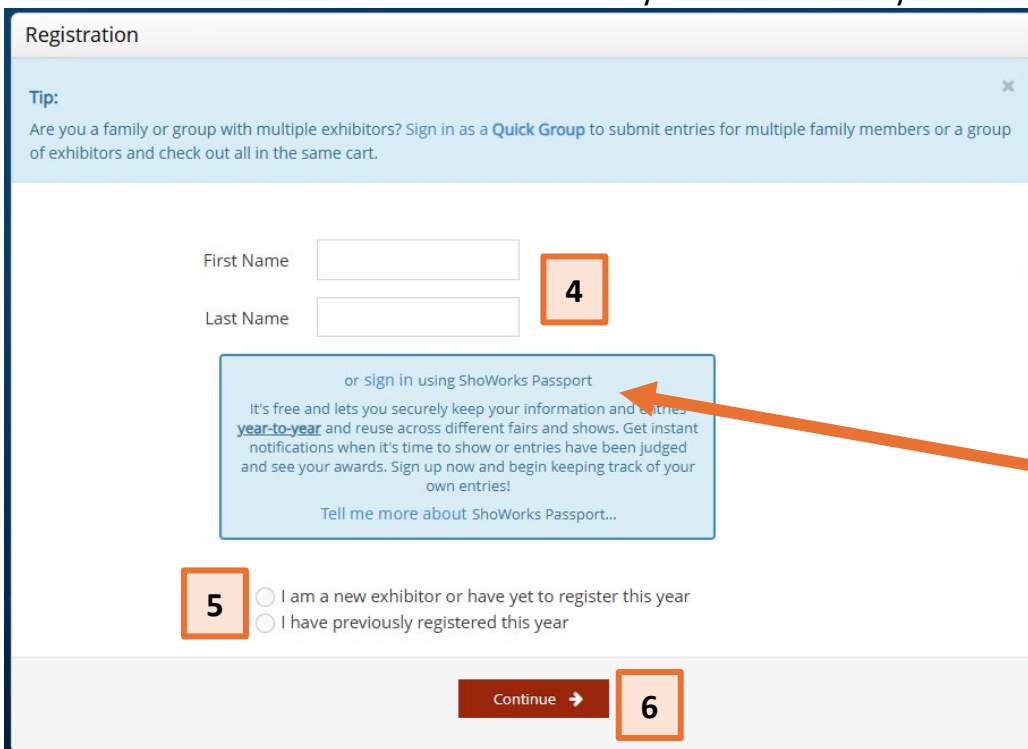 Registration
Tip:
Are you a family or group with multiple exhibitors? Sign in as a Quick Group to submit entries for multiple family members or a group
of exhibitors and check out all in the same cart.
First Name
4
Last Name
or sign in using ShoWorks Passport
It's free and lets you securely keep your information and entries
year-to-year and reuse across different fairs and shows. Get instant
notifications when it's time to show or entries have been judged
and see your awards. Sign up now and begin keeping track of your
own entries!
Tell me more about ShoWorks Passport...
5
I am a new exhibitor or have yet to register this year
I have previously registered this year
Continue
6